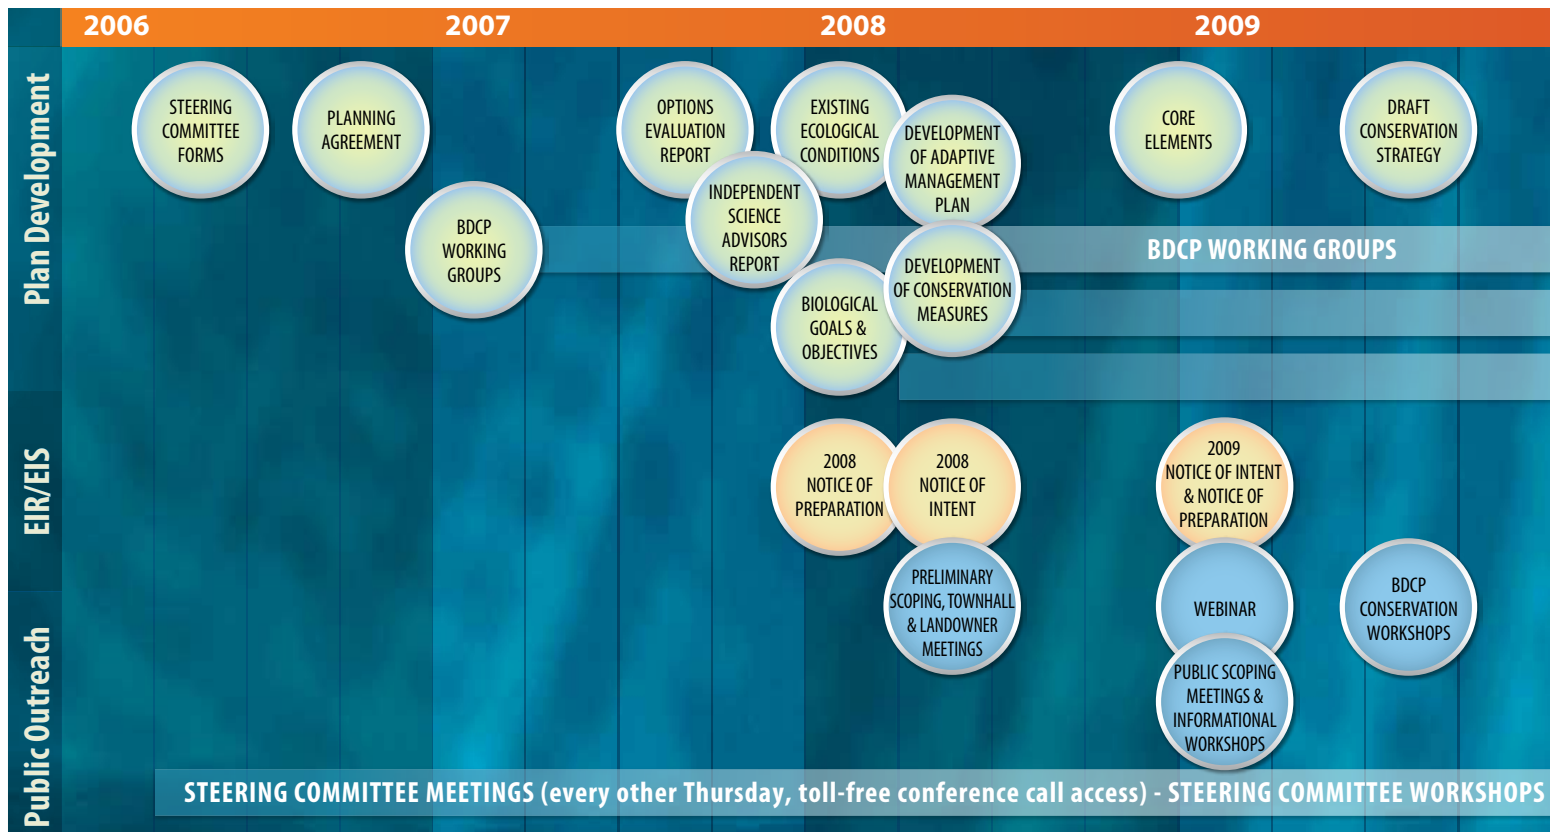 2006
2007
2008
2009
Plan Development
STEERING
COMMITTEE
FORMS
PLANNING
AGREEMENT
BDCP
WORKING
GROUPS
OPTIONS
EVALUATION
REPORT
INDEPENDENT
SCIENCE
ADVISORS
REPORT
EXISTING
ECOLOGICAL
CONDITIONS
BIOLOGICAL
GOALS &
OBJECTIVES
DEVELOPMENT
OF ADAPTIVE
MANAGEMENT
PLAN
DEVELOPMENT
OF CONSERVATION
MEASURES
CORE
ELEMENTS
DRAFT
CONSERVATION
STRATEGY
BDCP WORKING GROUPS
EIR/EIS
2008
NOTICE OF
PREPARATION
2008
NOTICE OF
INTENT
2009
NOTICE OF INTENT
& NOTICE OF
PREPARATION
Public Outreach
PRELIMINARY
SCOPING, TOWNHALL
& LANDOWNER
MEETINGS
WEBINAR
PUBLIC SCOPING
MEETINGS &
INFORMATIONAL
WORKSHOPS
BDCP
CONSERVATION
WORKSHOPS
STEERING COMMITTEE MEETINGS (every other Thursday, toll-free conference call access) - STEERING COMMITTEE WORKSHOPS